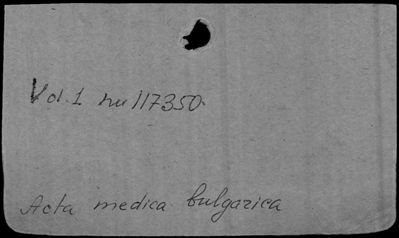 Vol. 1 nu 117350.
Acta medica bulgarica